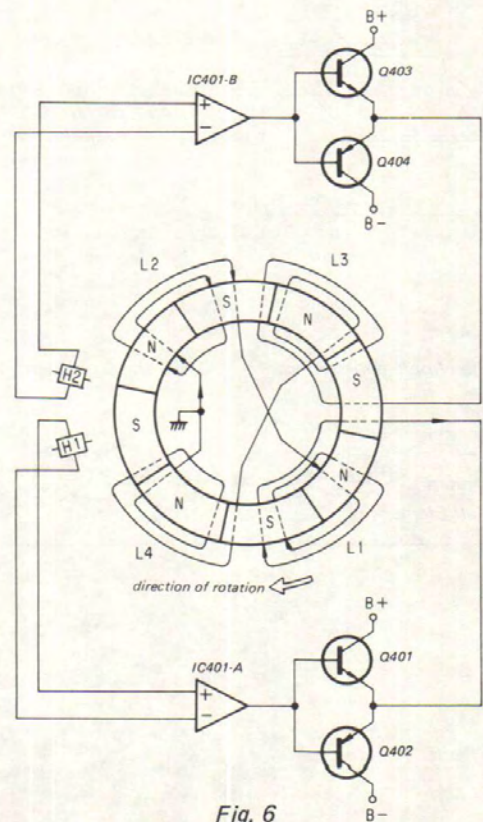 B+
IC401-B
Q403
+
−
Q404
B−
L2
L3
S
N
N
H2
S
S
H1
N
N
S
L4
L1
direction of rotation
B+
IC401-A
Q401
+
−
Q402
B−
Fig. 6